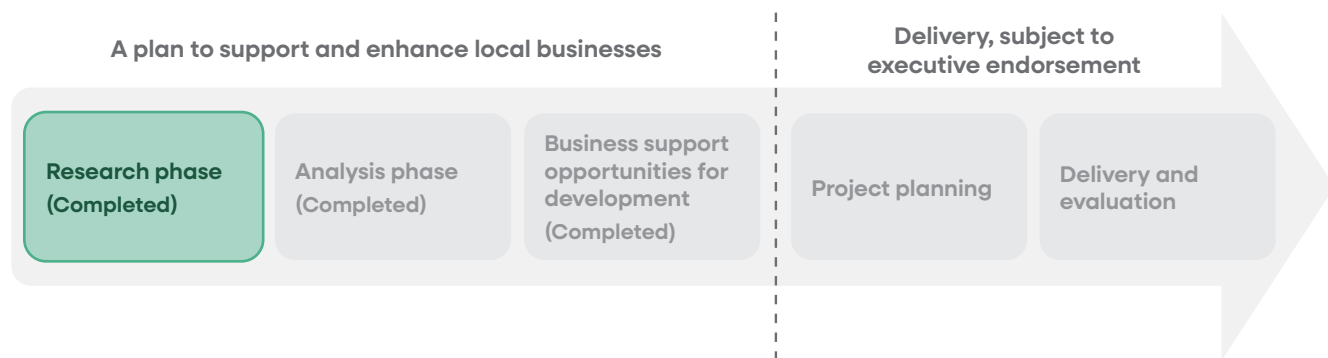 A plan to support and enhance local businesses
Delivery, subject to
executive endorsement
Research phase
(Completed)
Analysis phase
(Completed)
Business support
opportunities for
development
(Completed)
Project planning
Delivery and
evaluation